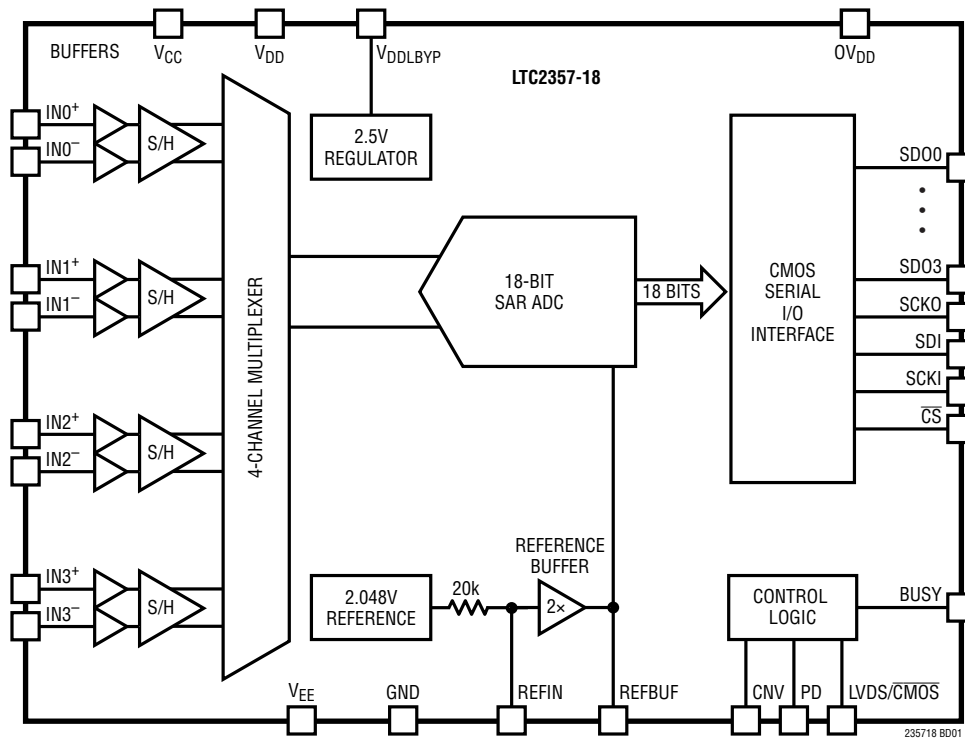 BUFFERS
VCC
VDD
VDDLBYP
OVDD
LTC2357-18
IN0+
IN0–
S/H
IN1+
IN1–
S/H
IN2+
IN2–
S/H
IN3+
IN3–
S/H
4-CHANNEL MULTIPLEXER
2.5V
REGULATOR
18-BIT
SAR ADC
18 BITS
CMOS
SERIAL
I/O
INTERFACE
SDO0
SDO3
SCKO
SDI
SCKI
CS
2.048V
REFERENCE
20k
REFERENCE
BUFFER
2×
CONTROL
LOGIC
BUSY
VEE
GND
REFIN
REFBUF
CNV
PD
LVDS/CMOS
235718 BD01